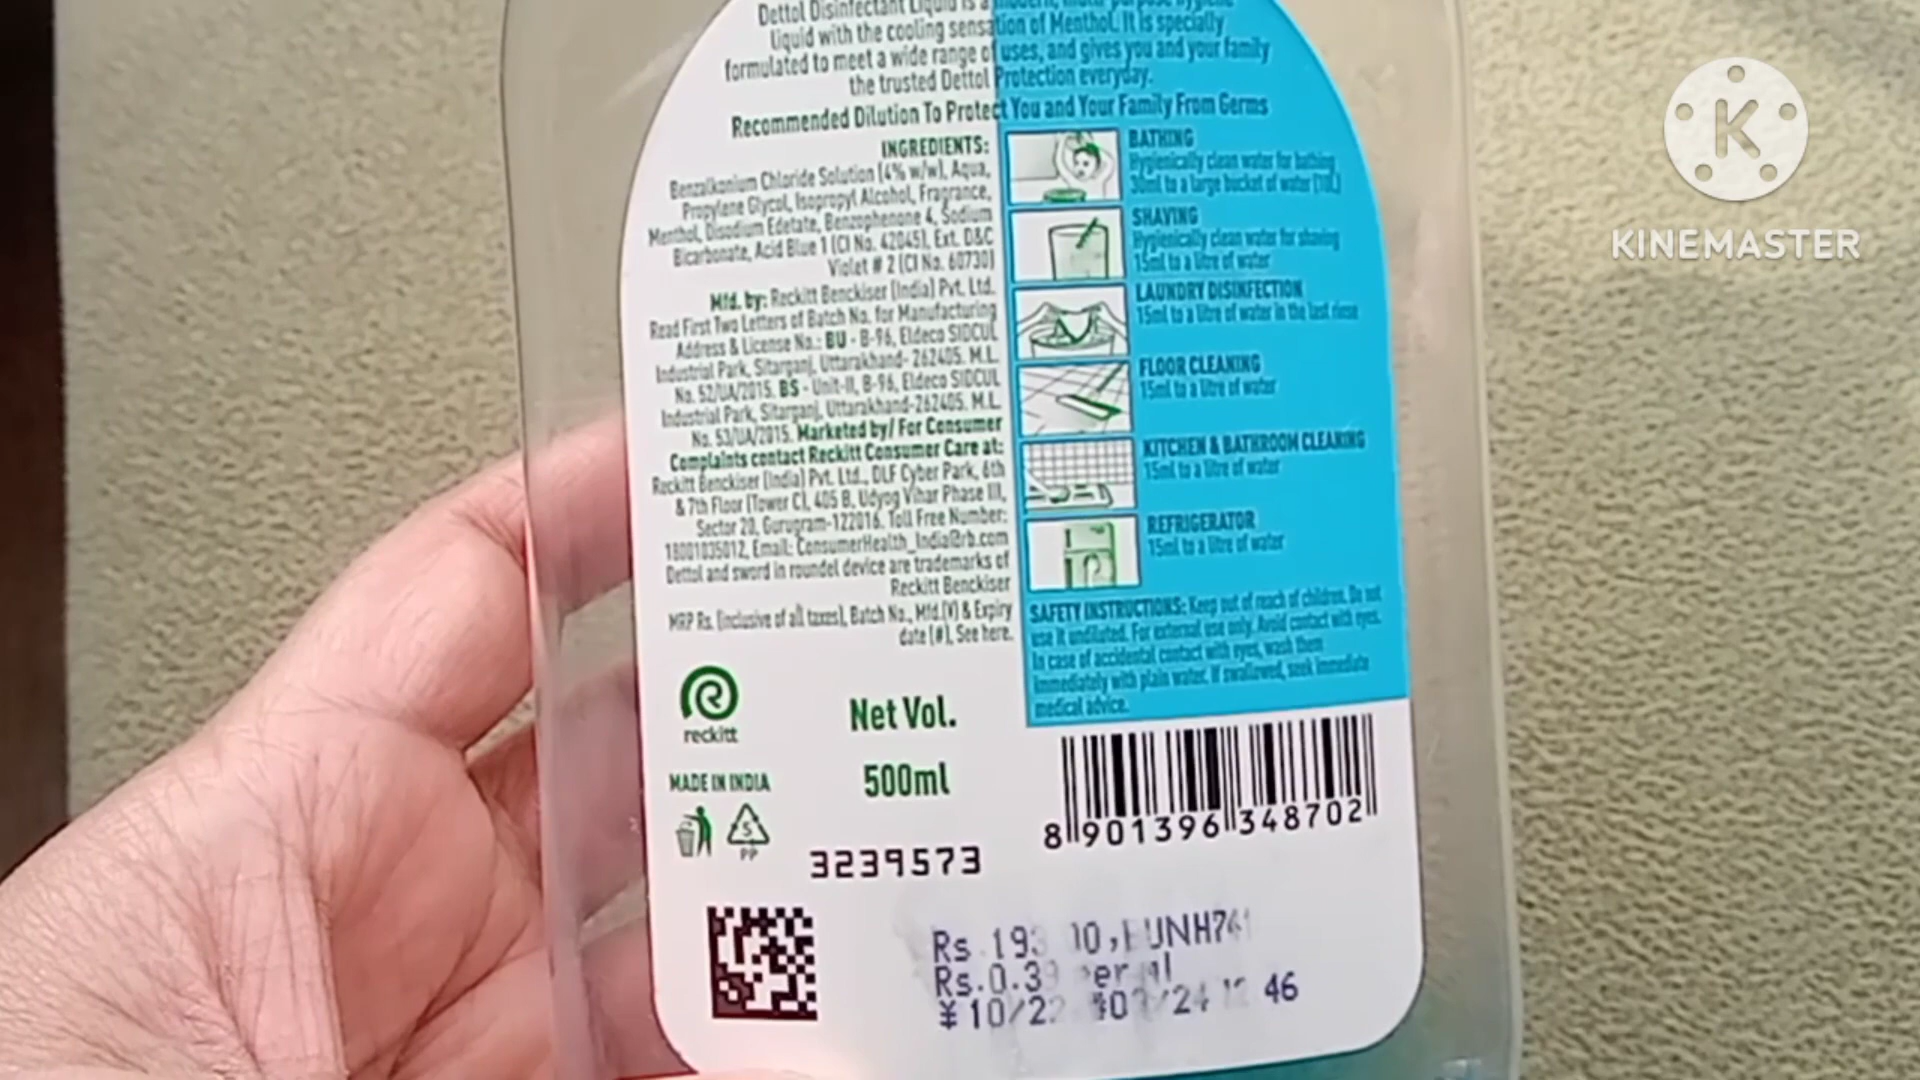 Dettol Disinfectant Liquid is a modern, multi-purpose hygiene
liquid with the cooling sensation of Menthol. It is specially
formulated to meet a wide range of uses, and gives you and your family
the trusted Dettol Protection everyday.
Recommended Dilution To Protect You and Your Family From Germs
INGREDIENTS:
Benzalkonium Chloride Solution (4% w/w), Aqua,
Propylene Glycol, Isopropyl Alcohol, Fragrance,
Menthol, Disodium Edetate, Benzophenone 4, Sodium
Bicarbonate, Acid Blue 1 (CI No. 42045), Ext. D&C
Violet # 2 (CI No. 60730)
Mfd. by: Reckitt Benckiser (India) Pvt. Ltd.
Read First Two Letters of Batch No. for Manufacturing
Address & License No.: BU - B-96, Eldeco SIDCUL
Industrial Park, Sitarganj, Uttarakhand- 262405. M.L.
No. 52/UA/2015. BS - Unit-II, B-96, Eldeco SIDCUL
Industrial Park, Sitarganj, Uttarakhand-262405. M.L.
No. 53/UA/2015. Marketed by/ For Consumer
Complaints contact Reckitt Consumer Care at:
Reckitt Benckiser (India) Pvt. Ltd., DLF Cyber Park, 6th
& 7th Floor (Tower C), 405 B, Udyog Vihar Phase III,
Sector 20, Gurugram-122016. Toll Free Number:
18001035012, Email: ConsumerHealth_India@rb.com
Dettol and sword in roundel device are trademarks of
Reckitt Benckiser
MRP Rs. (inclusive of all taxes), Batch No., Mfd.(¥) & Expiry
date (#), See here.
BATHING
Hygienically clean water for bathing
30ml to a large bucket of water (10L)
SHAVING
Hygienically clean water for shaving
15ml to a litre of water
LAUNDRY DISINFECTION
15ml to a litre of water in the last rinse
FLOOR CLEANING
15ml to a litre of water
KITCHEN & BATHROOM CLEANING
15ml to a litre of water
REFRIGERATOR
15ml to a litre of water
SAFETY INSTRUCTIONS: Keep out of reach of children. Do not
use it undiluted. For external use only. Avoid contact with eyes.
In case of accidental contact with eyes, wash them
immediately with plain water. If swallowed, seek immediate
medical advice.
reckitt
MADE IN INDIA
5
PP
Net Vol.
500ml
3239573
8 901396 348702
Rs
Rs.0.3
46
K
KINEMASTER